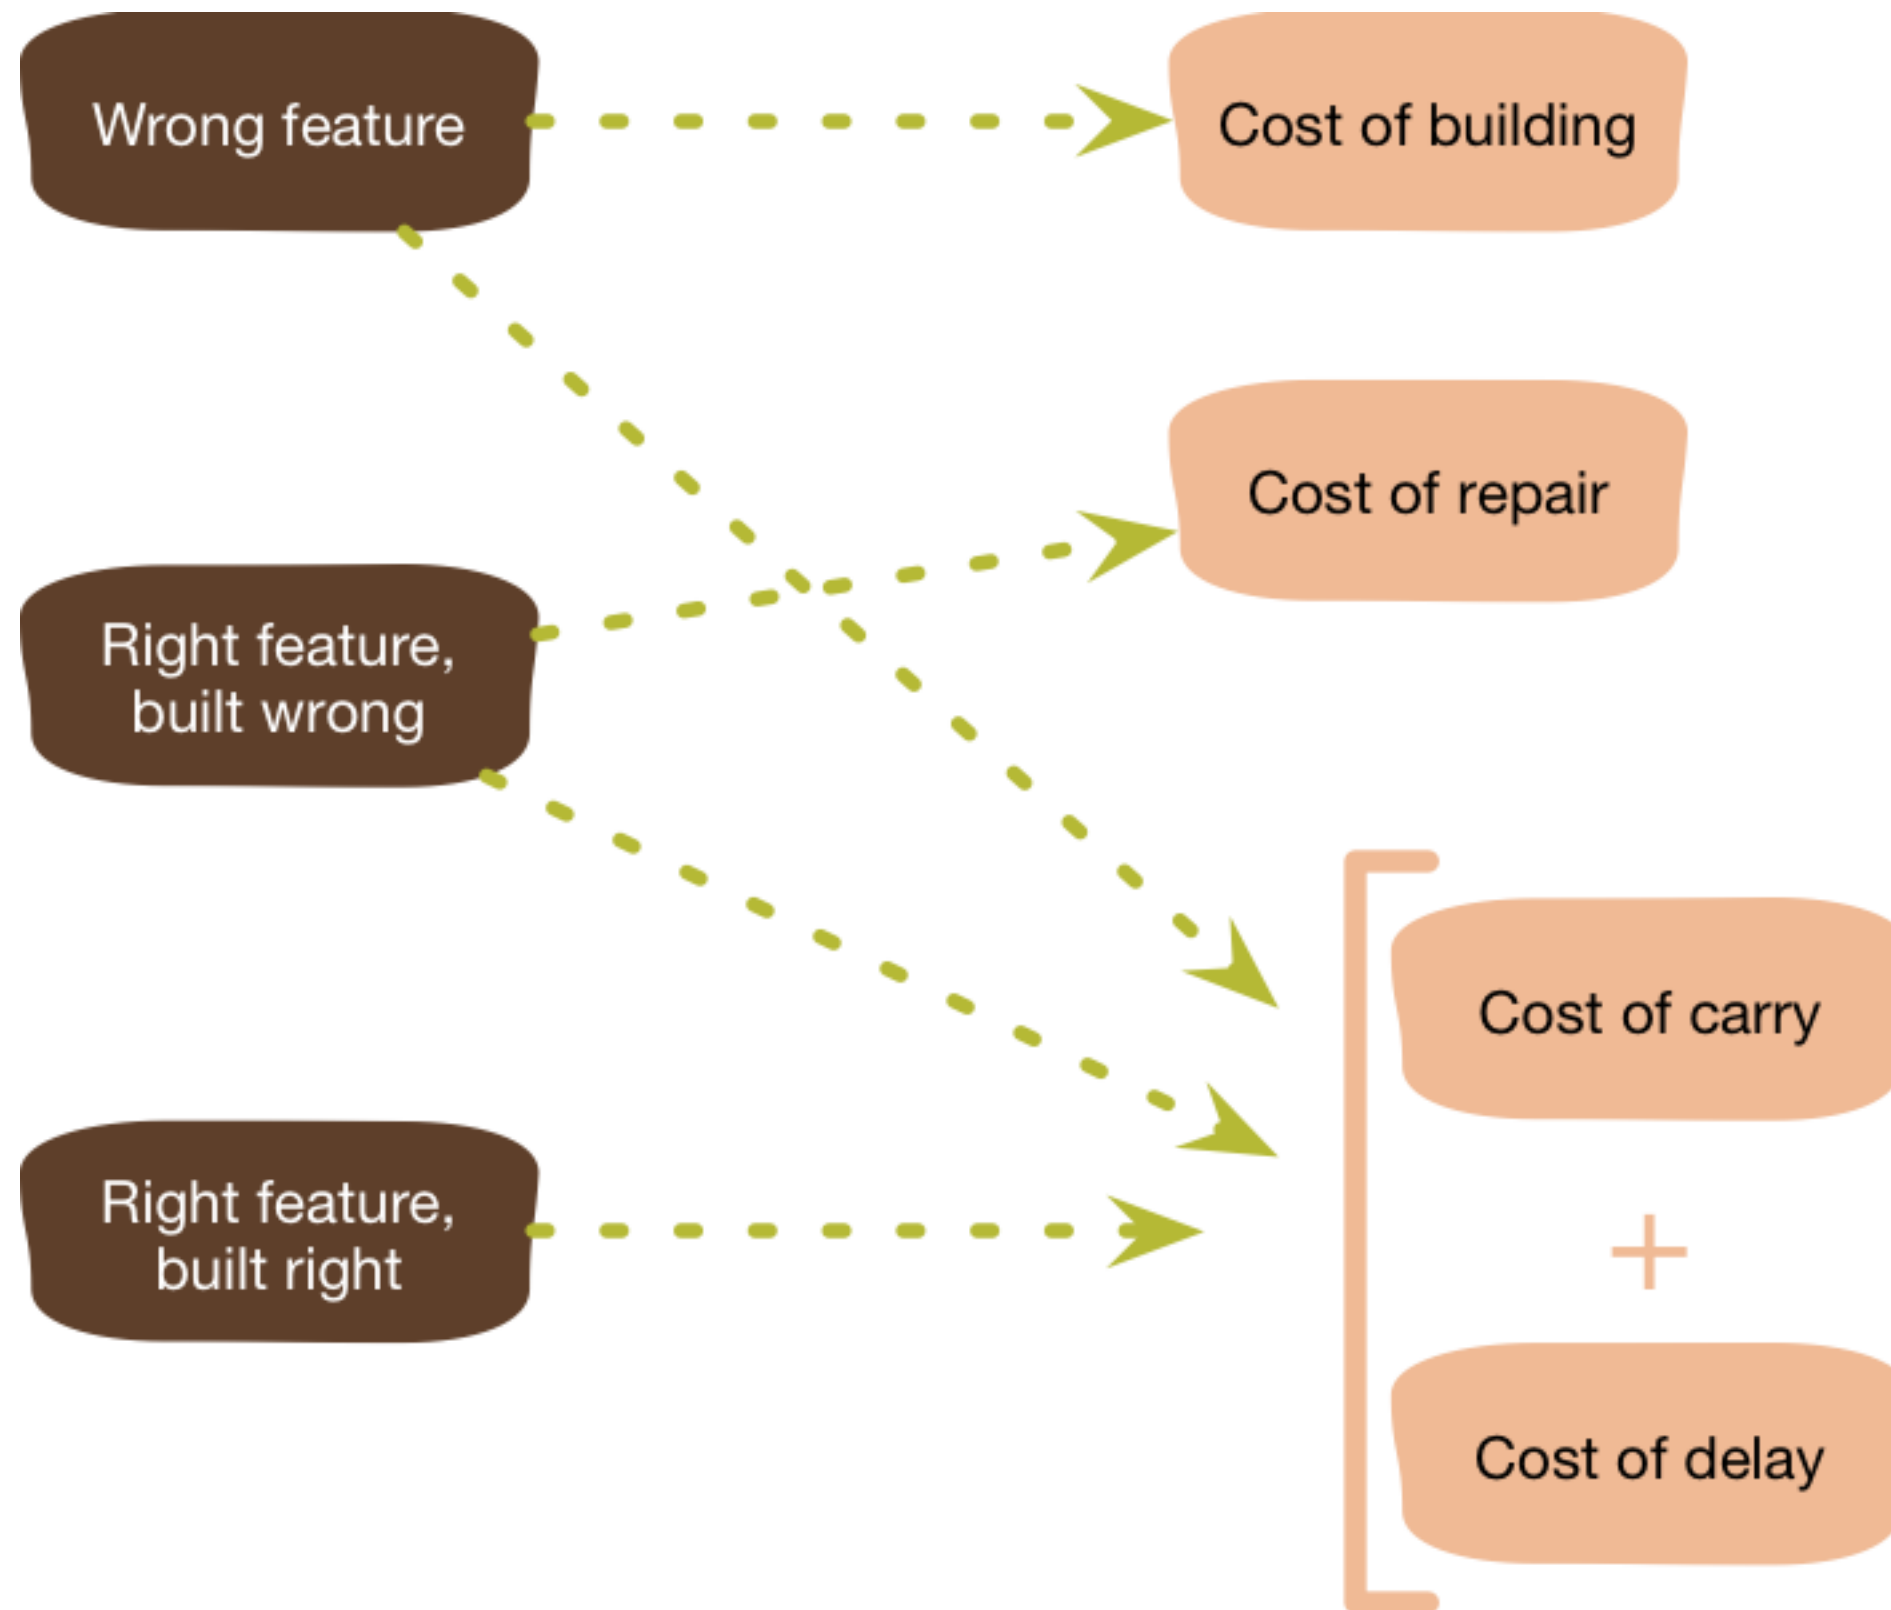 Wrong feature
Cost of building
Cost of repair
Right feature,
built wrong
Cost of carry
Right feature,
built right
+
Cost of delay